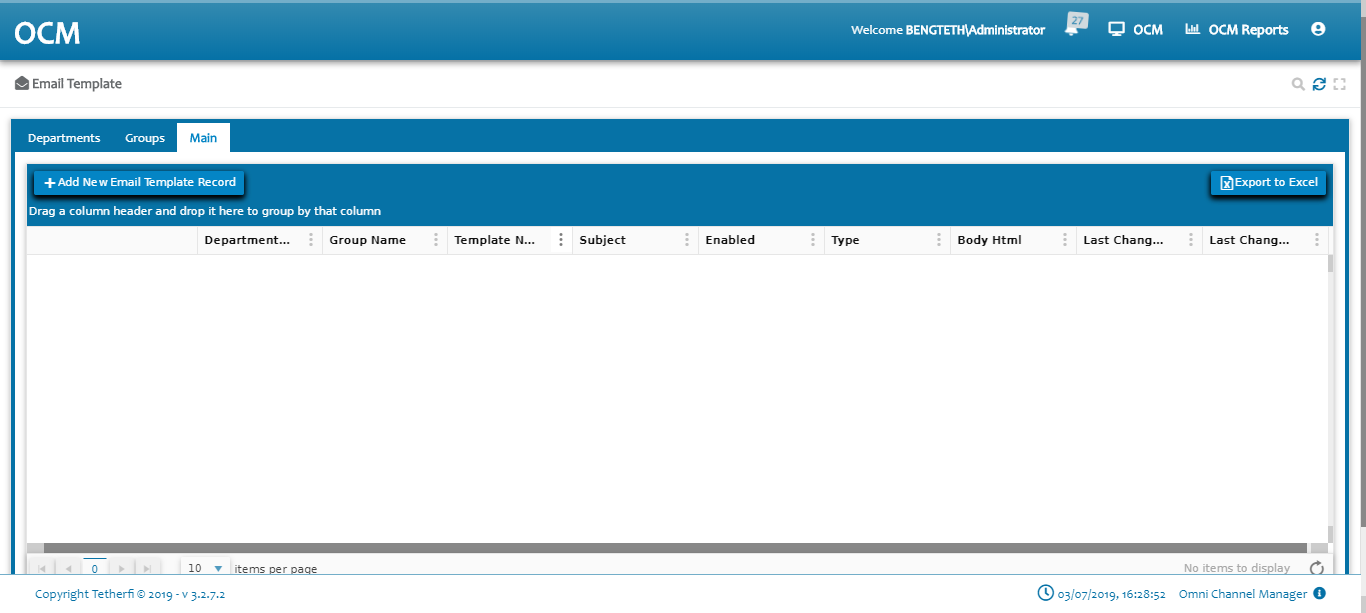 OCM
Welcome BENGTETH\Administrator
27
OCM
OCM Reports
Email Template
Departments Groups Main
Add New Email Template Record
Export to Excel
Drag a column header and drop it here to group by that column
Department... Group Name Template N... Subject Enabled Type Body Html Last Chang... Last Chang...
0 10 items per page No items to display
Copyright Tetherfi © 2019 - v 3.2.7.2 03/07/2019, 16:28:52 Omni Channel Manager